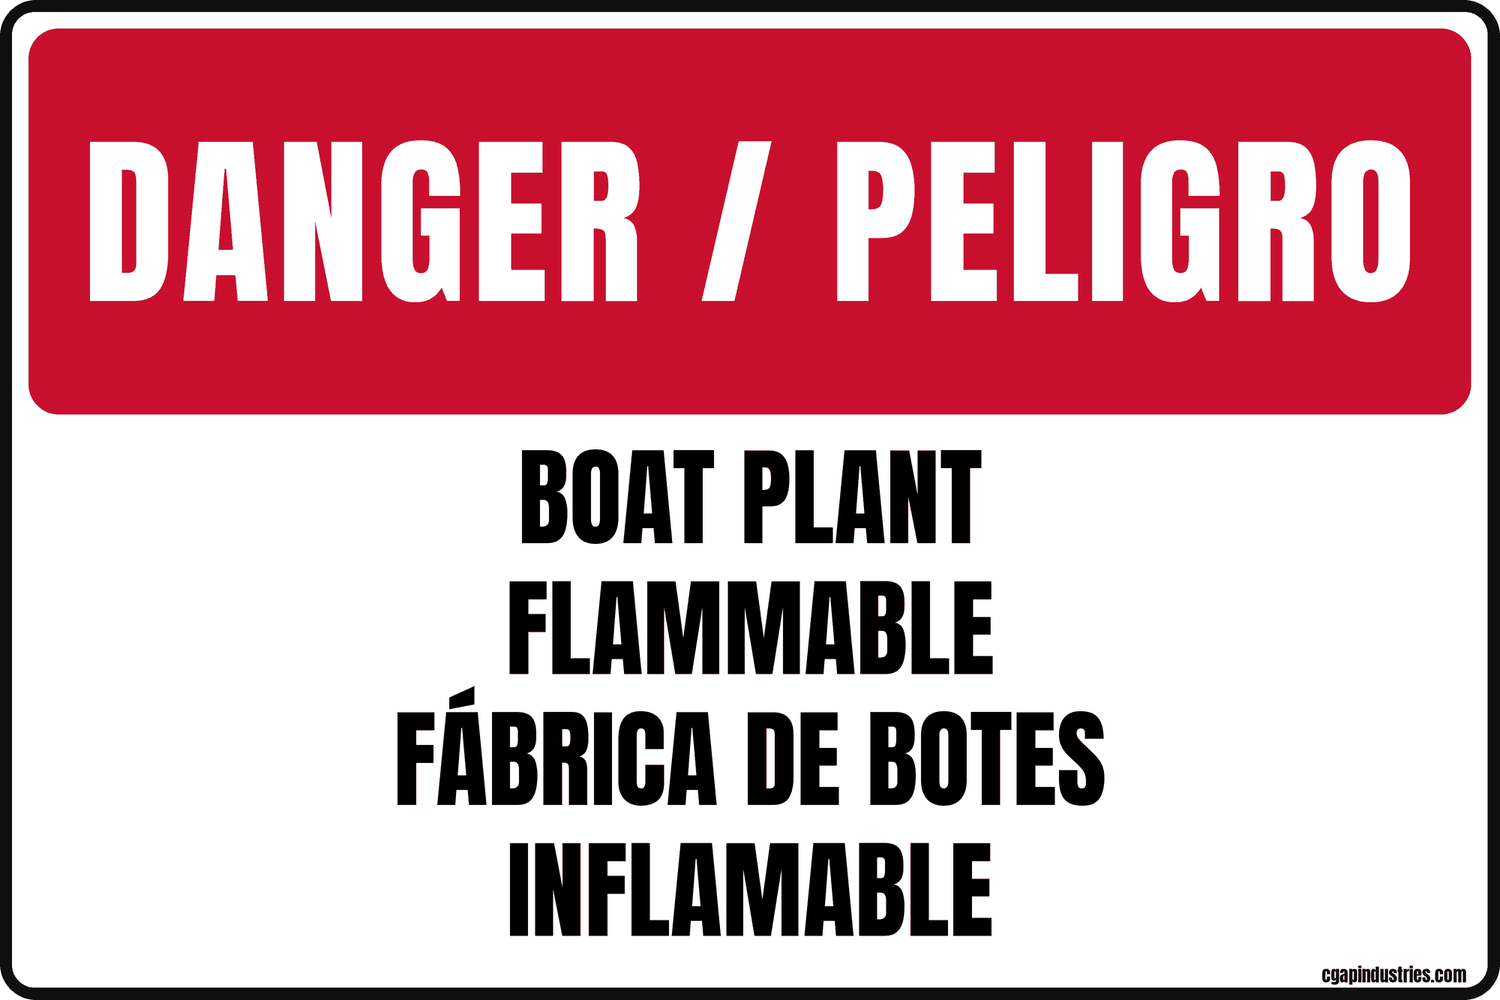 DANGER / PELIGRO
BOAT PLANT
FLAMMABLE
FÁBRICA DE BOTES
INFLAMABLE
cgapindustries.com